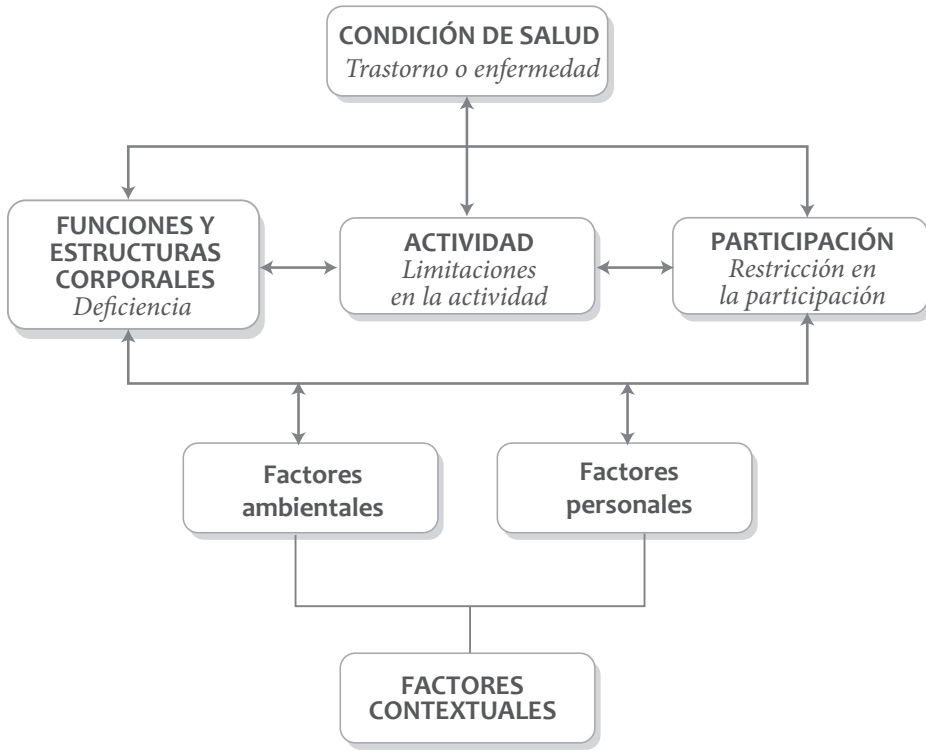 CONDICIÓN DE SALUD
Trastorno o enfermedad
FUNCIONES Y
ESTRUCTURAS
CORPORALES
Deficiencia
ACTIVIDAD
Limitaciones
en la actividad
PARTICIPACIÓN
Restricción en
la participación
Factores
ambientales
Factores
personales
FACTORES
CONTEXTUALES